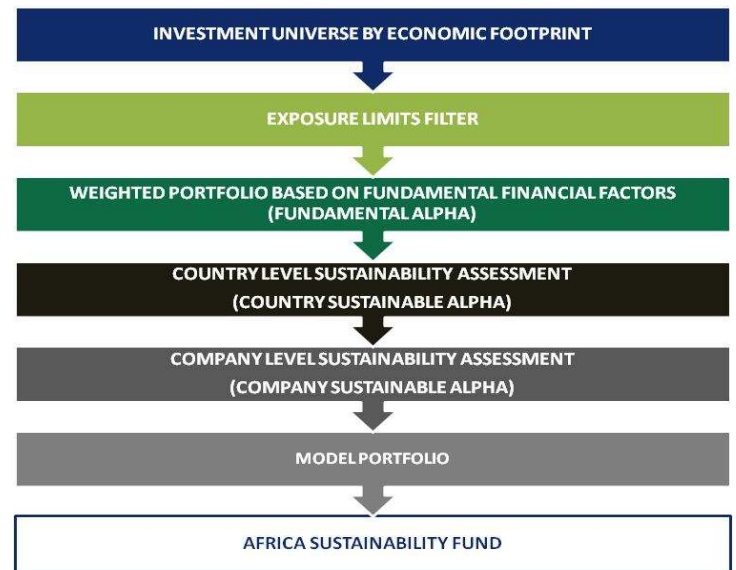 INVESTMENT UNIVERSE BY ECONOMIC FOOTPRINT
EXPOSURE LIMITS FILTER
WEIGHTED PORTFOLIO BASED ON FUNDAMENTAL FINANCIAL FACTORS
(FUNDAMENTAL ALPHA)
COUNTRY LEVEL SUSTAINABILITY ASSESSMENT
(COUNTRY SUSTAINABLE ALPHA)
COMPANY LEVEL SUSTAINABILITY ASSESSMENT
(COMPANY SUSTAINABLE ALPHA)
MODEL PORTFOLIO
AFRICA SUSTAINABILITY FUND